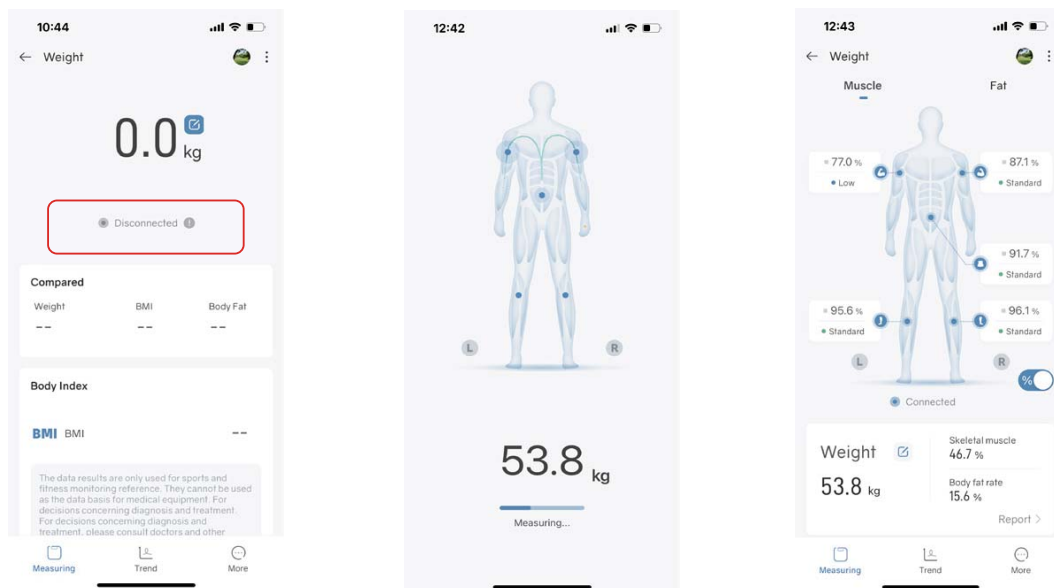 10:44
← Weight
0.0 kg
Disconnected
Compared
Weight BMI Body Fat
-- -- --
Body Index
BMI BMI --
The data results are only used for sports and
fitness monitoring reference. They cannot be used
as the data basis for medical equipment. For
decisions concerning diagnosis and treatment.
For decisions concerning diagnosis and
treatment, please consult doctors and other
Measuring Trend More
12:42
L R
53.8 kg
Measuring...
12:43
← Weight
Muscle Fat
77.0 % 87.1 %
Low Standard
91.7 %
Standard
95.6 % 96.1 %
Standard Standard
L R
%
Connected
Weight
53.8 kg
Skeletal muscle
46.7 %
Body fat rate
15.6 %
Report >
Measuring Trend More